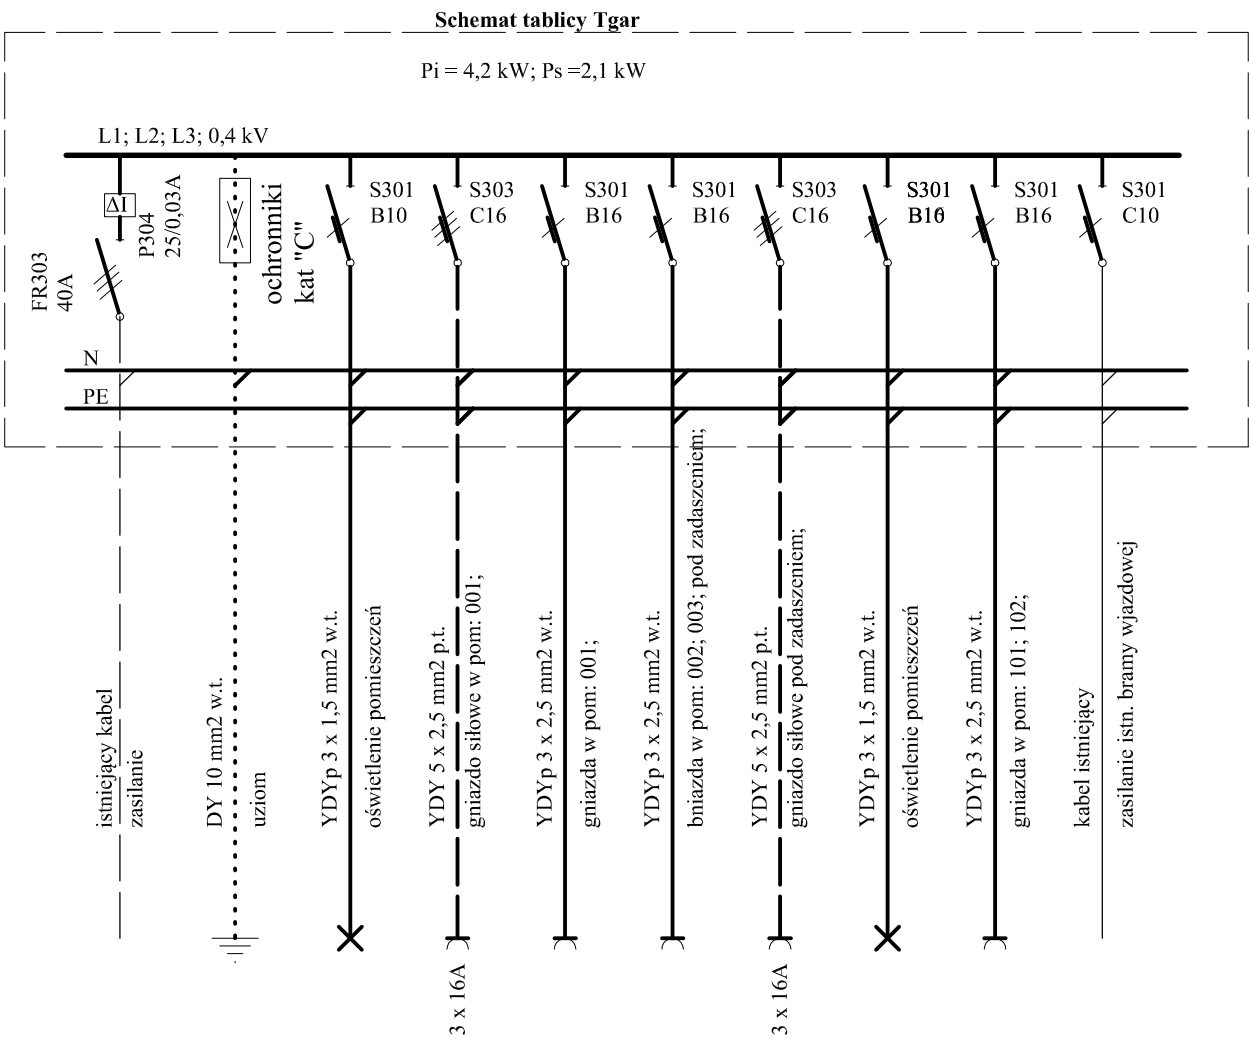 Schemat tablicy Tgar
Pi = 4,2 kW; Ps =2,1 kW
L1; L2; L3; 0,4 kV
ΔI
P304
25/0,03A
FR303
40A
ochronniki
kat "C"
S301
B10
S303
C16
S301
B16
S301
B16
S303
C16
S301
S301
B16
S301
C10
N
PE
istniejący kabel
zasilanie
DY 10 mm2 w.t.
uziom
YDYp 3 x 1,5 mm2 w.t.
oświetlenie pomieszczeń
YDY 5 x 2,5 mm2 p.t.
gniazdo siłowe w pom: 001;
YDYp 3 x 2,5 mm2 w.t.
gniazda w pom: 001;
YDYp 3 x 2,5 mm2 w.t.
bniazda w pom: 002; 003; pod zadaszeniem;
YDY 5 x 2,5 mm2 p.t.
gniazdo siłowe pod zadaszeniem;
YDYp 3 x 1,5 mm2 w.t.
oświetlenie pomieszczeń
YDYp 3 x 2,5 mm2 w.t.
gniazda w pom: 101; 102;
kabel istniejący
zasilanie istn. bramy wjazdowej
3 x 16A
3 x 16A